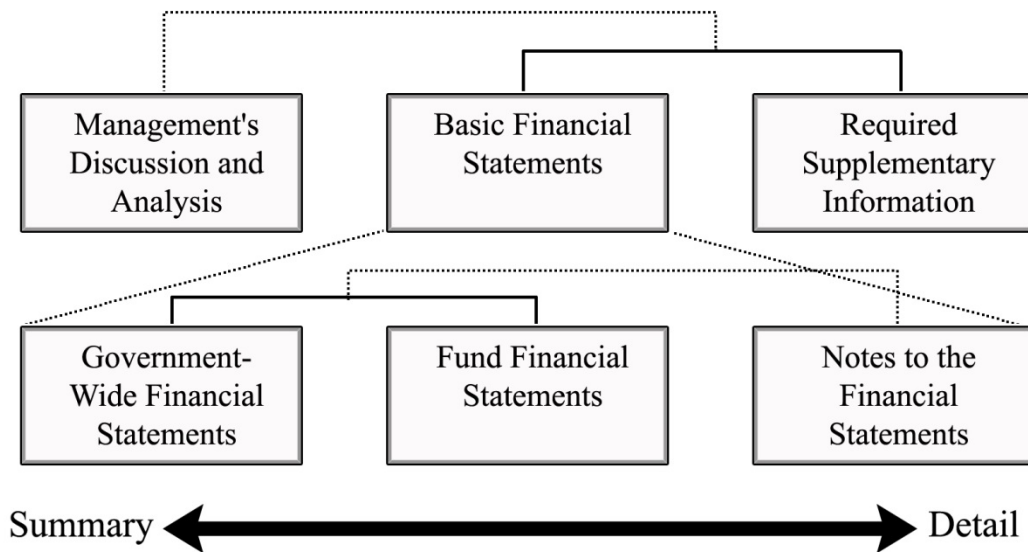 Management's
Discussion and
Analysis
Basic Financial
Statements
Required
Supplementary
Information
Government-
Wide Financial
Statements
Fund Financial
Statements
Notes to the
Financial
Statements
Summary
Detail